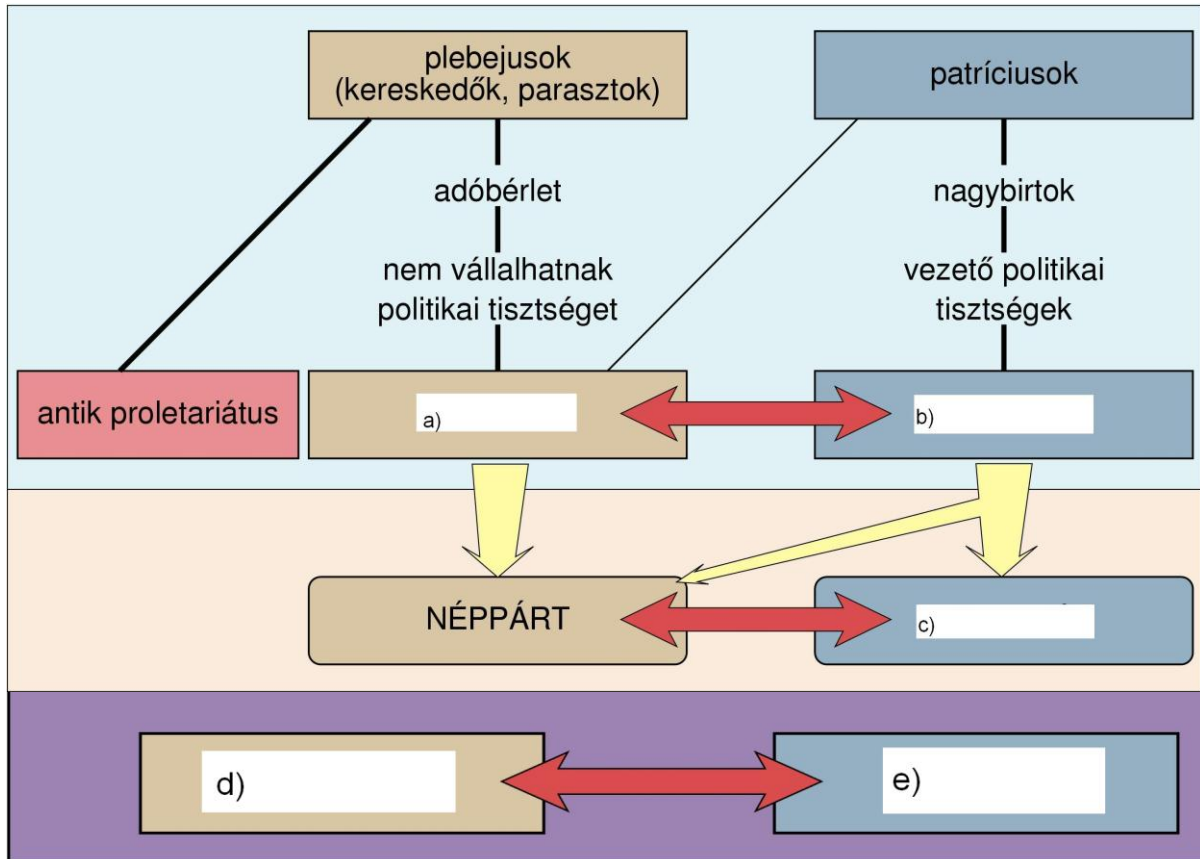 plebejusok
(kereskedők, parasztok)
patríciusok
adóbérlet
nagybirtok
nem vállalhatnak
politikai tisztséget
vezető politikai
tisztségek
antik proletariátus
a)
b)
NÉPPÁRT
c)
d)
e)